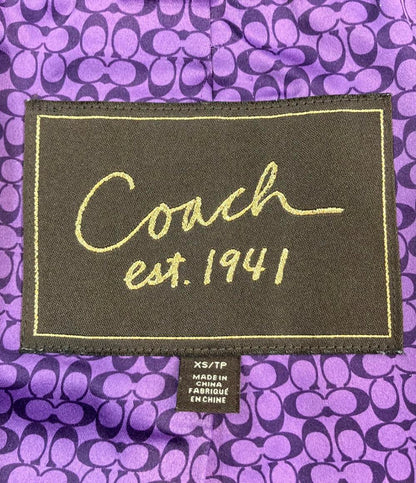 Coach
est. 1941
XS/TP
MADE IN
CHINA
FABRIQUÉ
EN CHINE